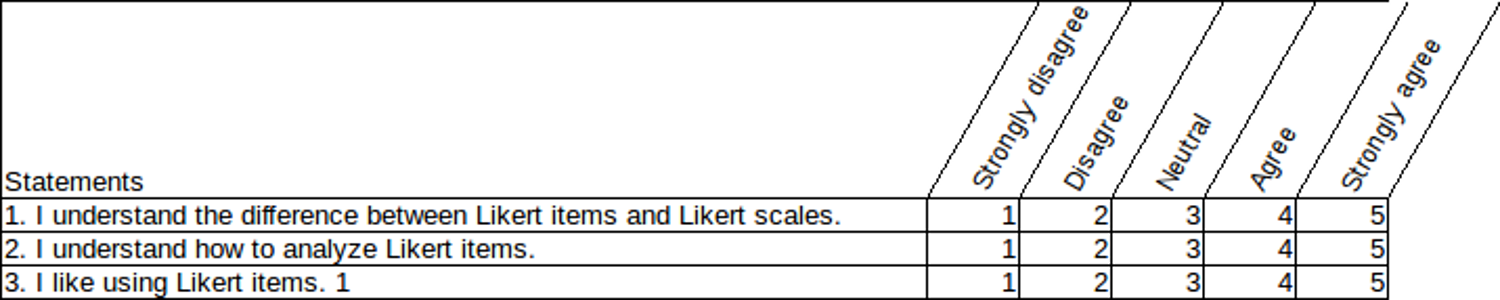 Strongly disagree
Disagree
Neutral
Agree
Strongly agree
Statements
1. I understand the difference between Likert items and Likert scales. 1 2 3 4 5
2. I understand how to analyze Likert items. 1 2 3 4 5
3. I like using Likert items. 1 1 2 3 4 5